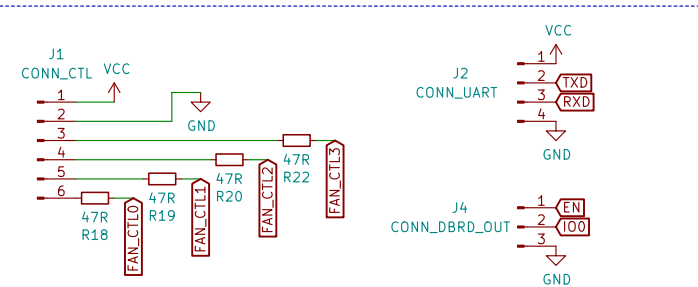 J1
CONN_CTL
VCC
1
2
3
4
5
6
GND
47R
R22
47R
R20
47R
R19
47R
R18
FAN_CTL3
FAN_CTL2
FAN_CTL1
FAN_CTL0
J2
CONN_UART
VCC
1
2
3
4
TXD
RXD
GND
J4
CONN_DBRD_OUT
1
2
3
EN
IO0
GND